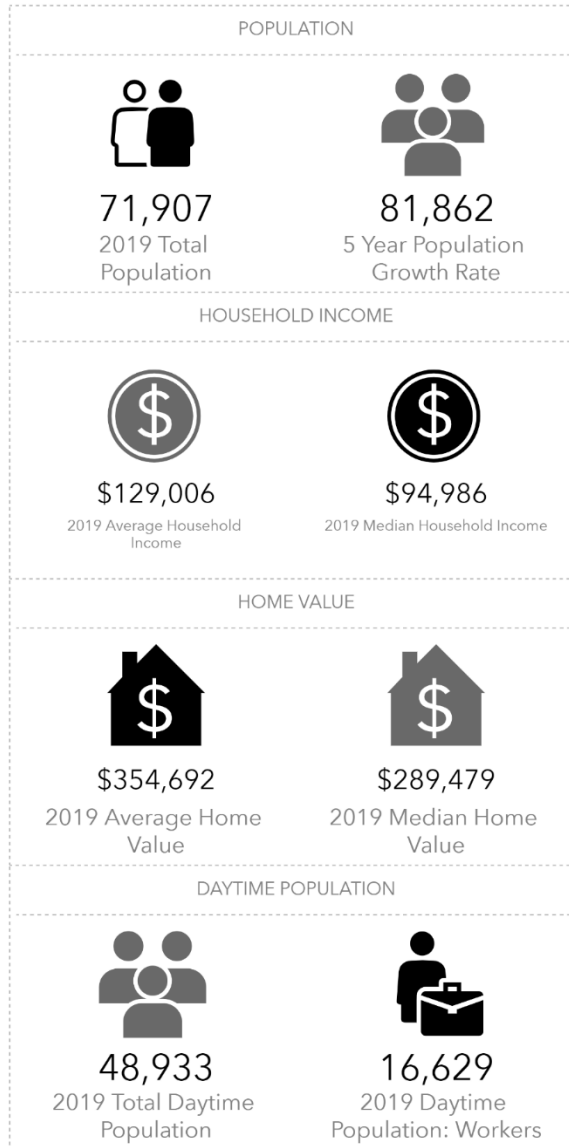 POPULATION
71,907
2019 Total
Population
81,862
5 Year Population
Growth Rate
HOUSEHOLD INCOME
$
$129,006
2019 Average Household
Income
$
$94,986
2019 Median Household Income
HOME VALUE
$
$354,692
2019 Average Home
Value
$
$289,479
2019 Median Home
Value
DAYTIME POPULATION
48,933
2019 Total Daytime
Population
16,629
2019 Daytime
Population: Workers